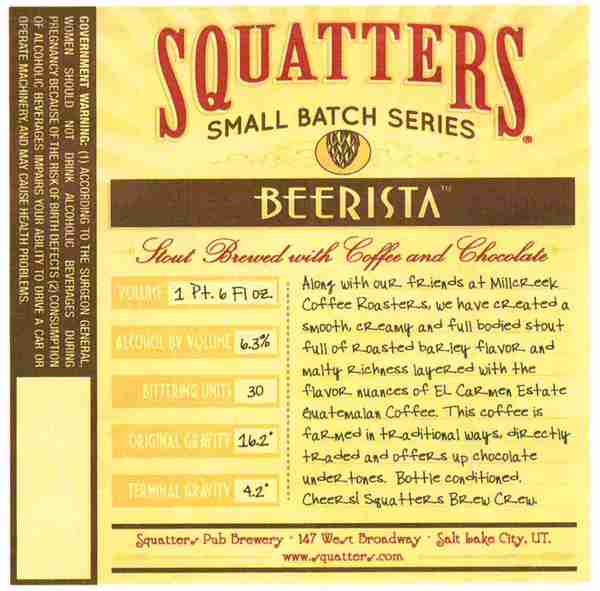 SQUATTERS®
SMALL BATCH SERIES
BEERISTA™
Stout Brewed with Coffee and Chocolate
VOLUME 1 Pt. 6 Fl oz.
ALCOHOL BY VOLUME 6.3%
BITTERING UNITS 30
ORIGINAL GRAVITY 16.2°
TERMINAL GRAVITY 4.2°
Along with our friends at Millcreek
Coffee Roasters, we have created a
smooth, creamy and full bodied stout
full of roasted barley flavor and
malty richness layered with the
flavor nuances of EL Carmen Estate
Guatemalan Coffee. This coffee is
farmed in traditional ways, directly
traded and offers up chocolate
undertones. Bottle conditioned.
Cheers! Squatters Brew Crew.
Squatters Pub Brewery · 147 West Broadway · Salt Lake City, UT.
www.squatters.com
GOVERNMENT WARNING: (1) ACCORDING TO THE SURGEON GENERAL,
WOMEN SHOULD NOT DRINK ALCOHOLIC BEVERAGES DURING
PREGNANCY BECAUSE OF THE RISK OF BIRTH DEFECTS (2) CONSUMPTION
OF ALCOHOLIC BEVERAGES IMPAIRS YOUR ABILITY TO DRIVE A CAR OR
OPERATE MACHINERY, AND MAY CAUSE HEALTH PROBLEMS.